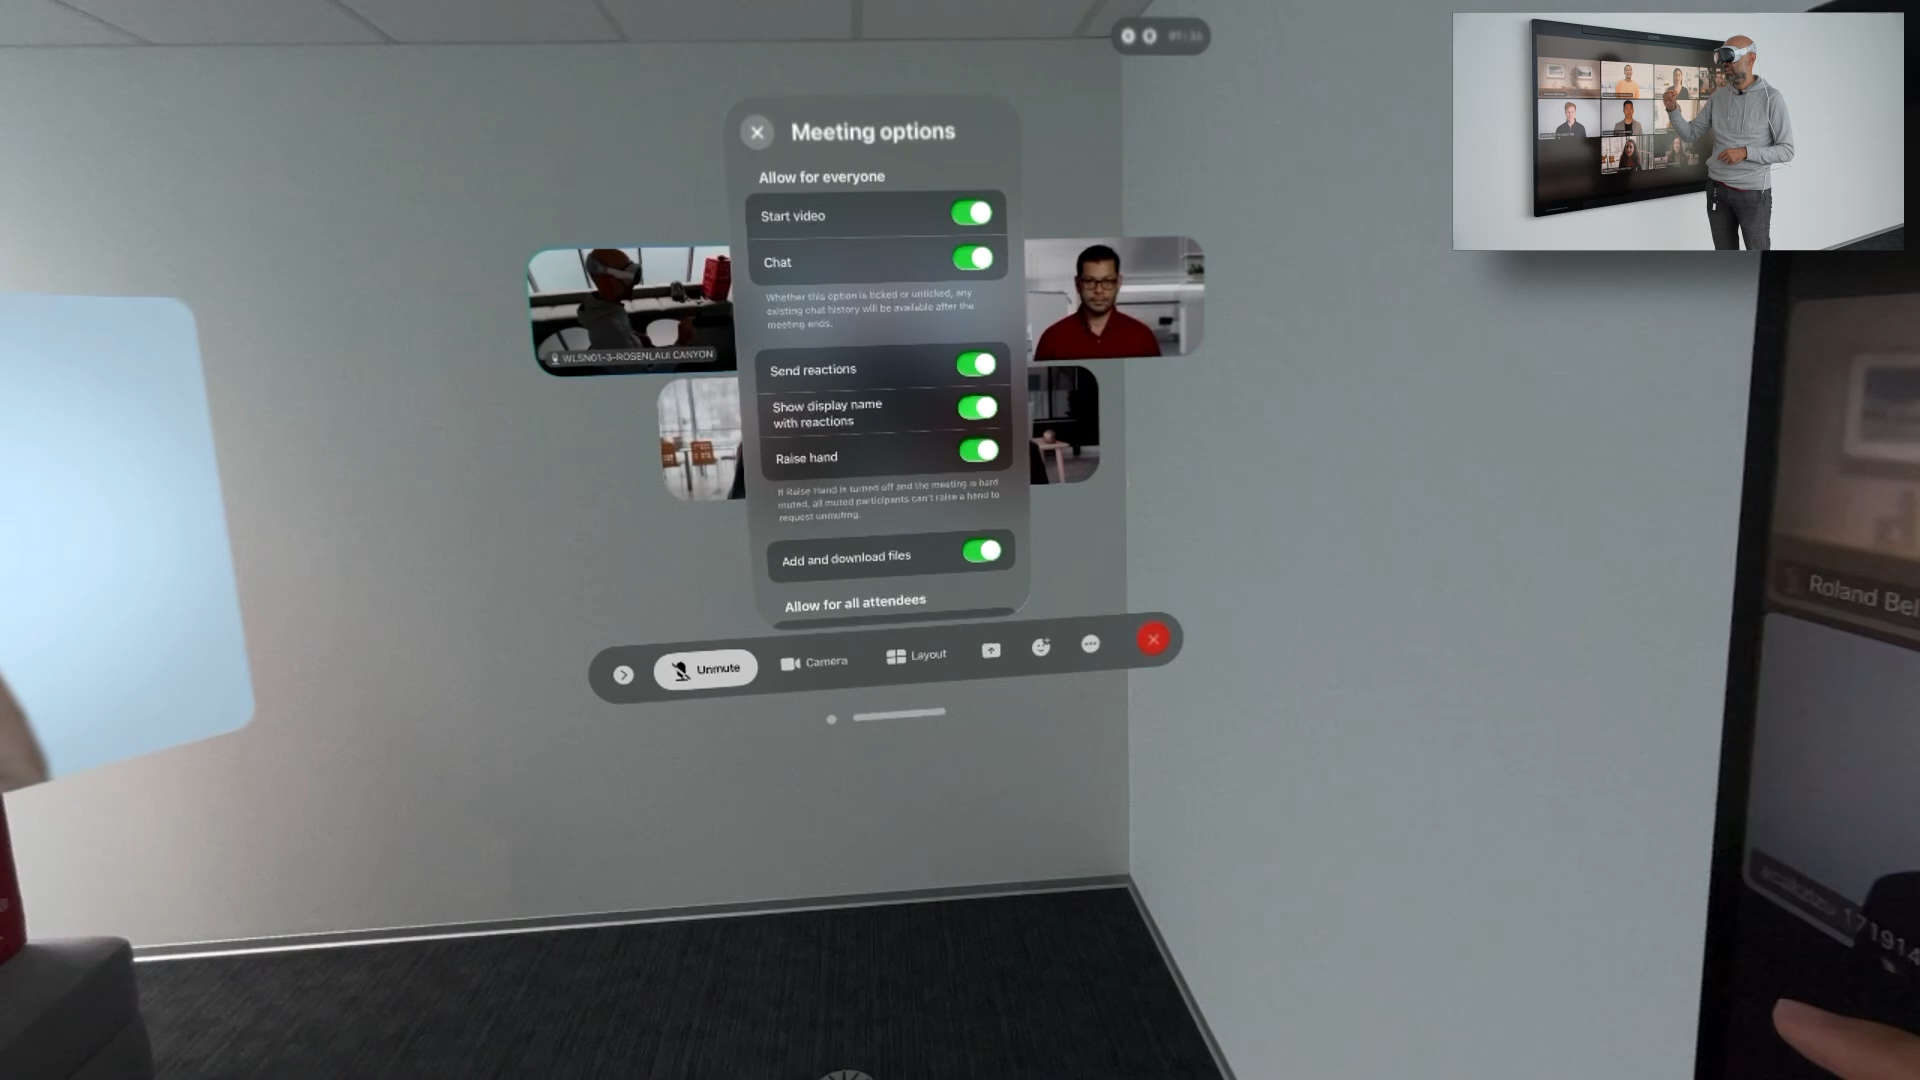 Meeting options
Allow for everyone
Start video
Chat
Whether this option is ticked or unticked, any
existing chat history will be available after the
meeting ends.
WLSN01-3-ROSENLAUI CANYON
Send reactions
Show display name
with reactions
Raise hand
If Raise Hand is turned off and the meeting is hard
muted, all muted participants can't raise a hand to
request unmuting.
Add and download files
Allow for all attendees
Unmute
Camera
Layout
Roland Bel